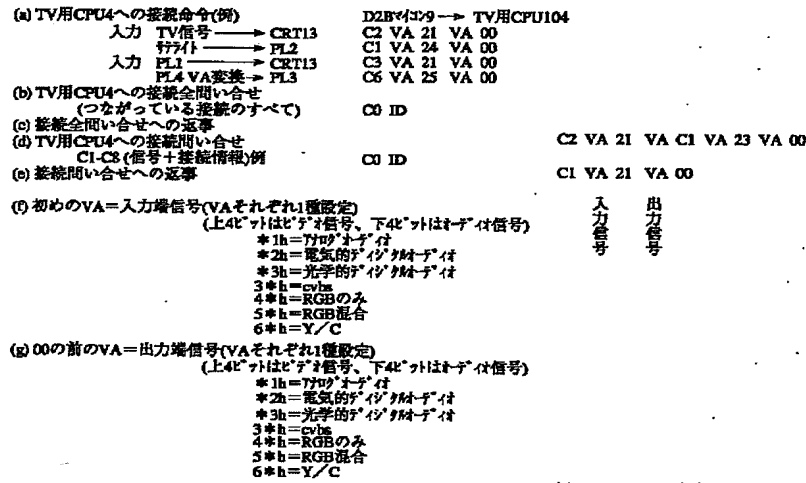 (a) TV用CPU4への接続命令(例) D2Bマイコン9 --→ TV用CPU104
入力 TV信号 ――→ CRT13 C2 VA 21 VA 00
サテライト ――→ PL2 C1 VA 24 VA 00
入力 PL1 ――→ CRT13 C3 VA 21 VA 00
PL4 VA変換→ PL3 C6 VA 25 VA 00
(b) TV用CPU4への接続全問い合せ
(つながっている接続のすべて) C0 ID
(c) 接続全問い合せへの返事
(d) TV用CPU4への接続問い合せ C2 VA 21 VA C1 VA 23 VA 00
C1-C8 (信号+接続情報)例 C0 ID
(e) 接続問い合せへの返事 C1 VA 21 VA 00
(f) 初めのVA=入力端信号(VAそれぞれ1種設定) 入力信号 出力信号
(上4ビットはビデオ信号、下4ビットはオーディオ信号)
*1h=アナログオーディオ
*2h=電気的ディジタルオーディオ
*3h=光学的ディジタルオーディオ
3*h=cvbs
4*h=RGBのみ
5*h=RGB混合
6*h=Y/C
(g) 00の前のVA=出力端信号(VAそれぞれ1種設定)
(上4ビットはビデオ信号、下4ビットはオーディオ信号)
*1h=アナログオーディオ
*2h=電気的ディジタルオーディオ
*3h=光学的ディジタルオーディオ
3*h=cvbs
4*h=RGBのみ
5*h=RGB混合
6*h=Y/C